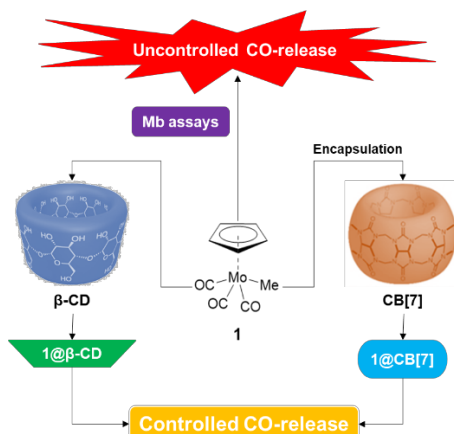 Uncontrolled CO-release
Mb assays
Encapsulation
OC
Mo
Me
OC
CO
1
β-CD
CB[7]
1@β-CD
1@CB[7]
Controlled CO-release